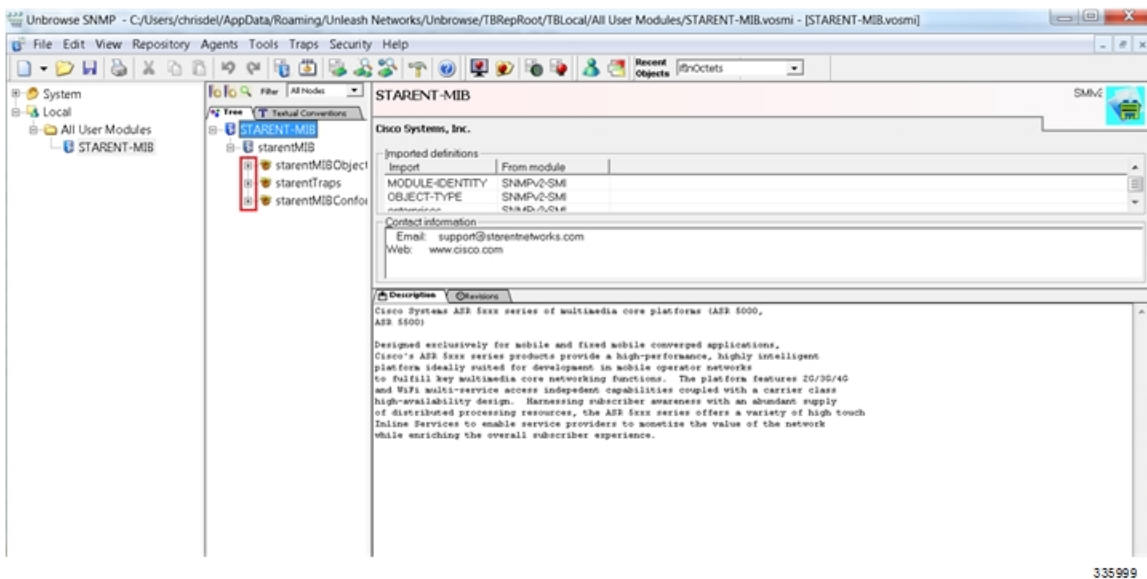 Unbrowse SNMP - C:/Users/chrisdel/AppData/Roaming/Unleash Networks/Unbrowse/TBRepRoot/TBLocal/All User Modules/STARENT-MIB.vosmi - [STARENT-MIB.vosmi]
File Edit View Repository Agents Tools Traps Security Help
Recent Objects ifInOctets
System
Local
All User Modules
STARENT-MIB
Filter All Nodes
Tree Textual Conventions
STARENT-MIB
starentMIB
starentMIBObject
starentTraps
starentMIBConfor
STARENT-MIB
SMIv2
Cisco Systems, Inc.
Imported definitions
Import From module
MODULE-IDENTITY SNMPv2-SMI
OBJECT-TYPE SNMPv2-SMI
enterprises SNMPv2-SMI
Contact information
Email: support@starentnetworks.com
Web: www.cisco.com
Description Revisions
Cisco Systems ASR 5xxx series of multimedia core platforms (ASR 5000,
ASR 5500)
Designed exclusively for mobile and fixed mobile converged applications,
Cisco's ASR 5xxx series products provide a high-performance, highly intelligent
platform ideally suited for development in mobile operator networks
to fulfill key multimedia core networking functions. The platform features 2G/3G/4G
and WiFi multi-service access indepedent capabilities coupled with a carrier class
high-availability design. Harnessing subscriber awareness with an abundant supply
of distributed processing resources, the ASR 5xxx series offers a variety of high touch
Inline Services to enable service providers to monetize the value of the network
while enriching the overall subscriber experience.
335999